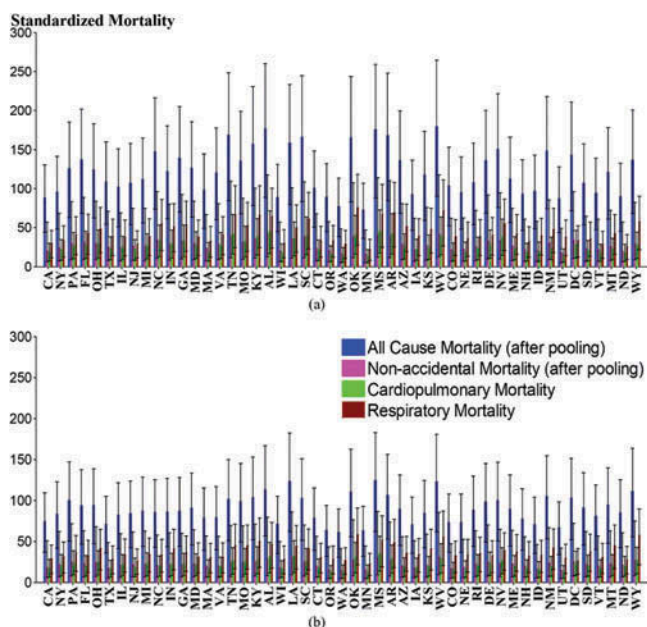 Standardized Mortality
300
250
200
150
100
50
0
CA NY PA FL OH TX IL NJ MI NC IN GA MD MA VA TN MO KY AL WI LA SC CT OR WA OK MN MS AR AZ IA KS WV CO NE RI DE NV ME NH ID NM UT DC SD VT MT ND WY
(a)
300
250
200
150
100
50
0
All Cause Mortality (after pooling)
Non-accidental Mortality (after pooling)
Cardiopulmonary Mortality
Respiratory Mortality
CA NY PA FL OH TX IL NJ MI NC IN GA MD MA VA TN MO KY AL WI LA SC CT OR WA OK MN MS AR AZ IA KS WV CO NE RI DE NV ME NH ID NM UT DC SD VT MT ND WY
(b)